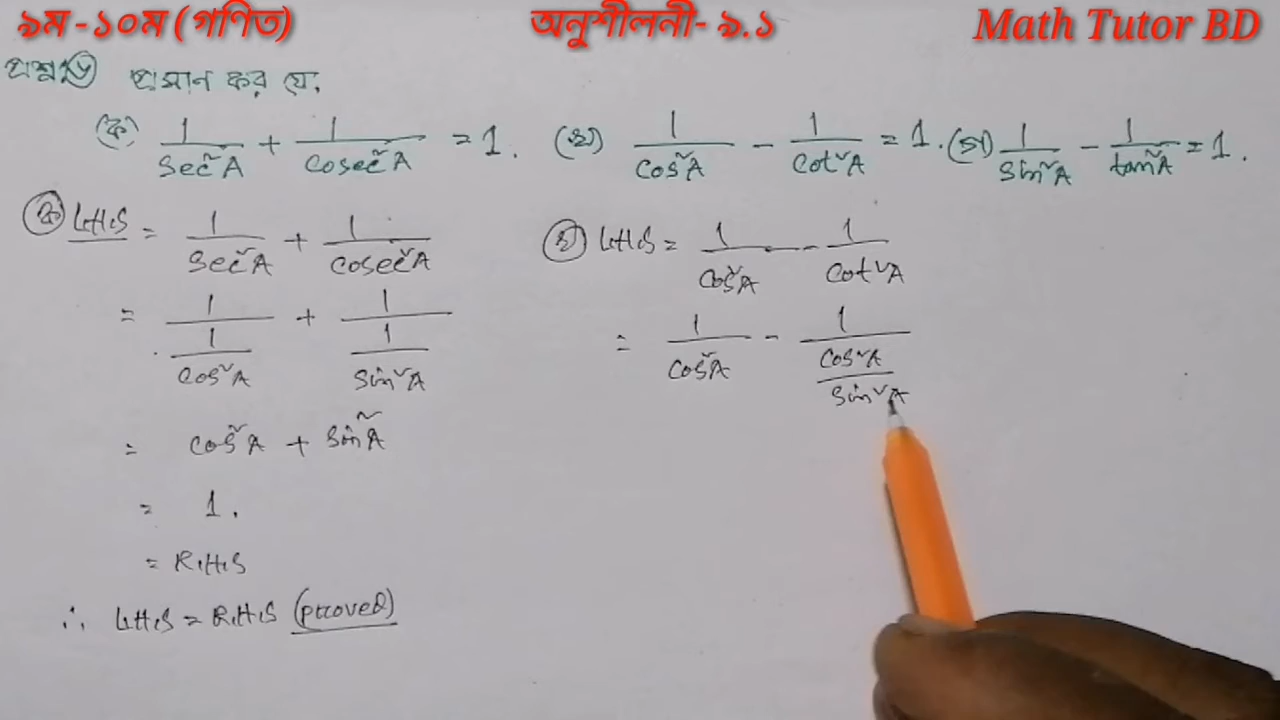 ৯ম -১০ম (গণিত) অনুশীলনী- ৯.১ Math Tutor BD
প্রমান কর যে,
(ক) 1/Sec²A + 1/Cosec²A = 1. (খ) 1/Cos²A - 1/Cot²A = 1. (গ) 1/Sin²A - 1/tan²A = 1.
(ক) L.H.S = 1/Sec²A + 1/Cosec²A
= 1/(1/Cos²A) + 1/(1/Sin²A)
= Cos²A + Sin²A
= 1.
= R.H.S
∴ L.H.S = R.H.S (proved)
(খ) L.H.S = 1/Cos²A - 1/Cot²A
= 1/Cos²A - 1/(Cos²A/Sin²A)